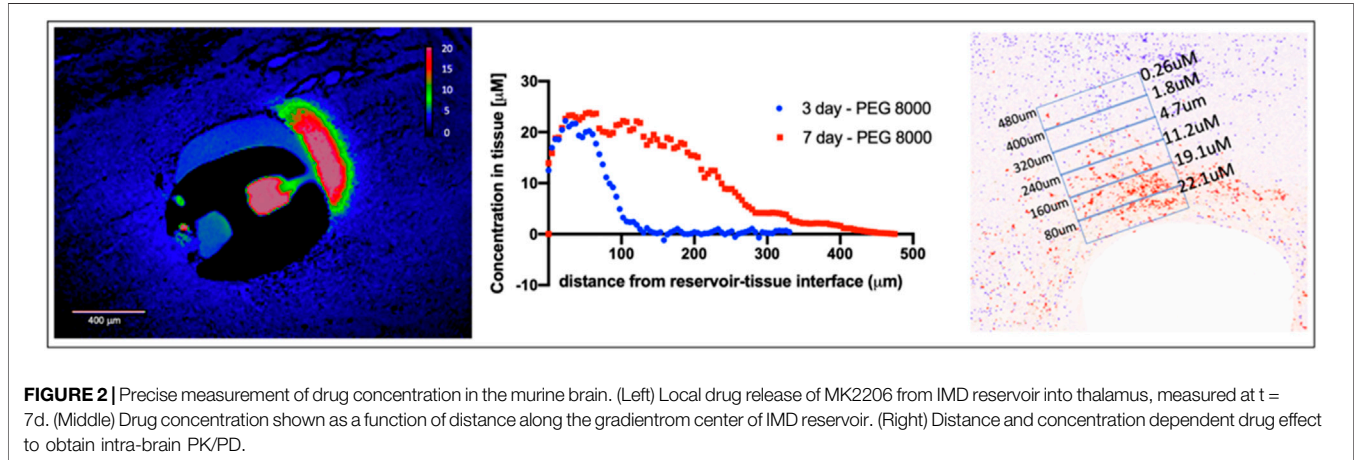 20
15
10
5
0
400 μm
Concentration in tissue [μM]
30
20
10
0
-10
100
200
300
400
500
distance from reservoir-tissue interface (μm)
3 day - PEG 8000
7 day - PEG 8000
0.26uM
480um
1.8uM
400um
4.7um
320um
11.2uM
240um
19.1uM
160um
22.1uM
80um
FIGURE 2 | Precise measurement of drug concentration in the murine brain. (Left) Local drug release of MK2206 from IMD reservoir into thalamus, measured at t =
7d. (Middle) Drug concentration shown as a function of distance along the gradientrom center of IMD reservoir. (Right) Distance and concentration dependent drug effect
to obtain intra-brain PK/PD.